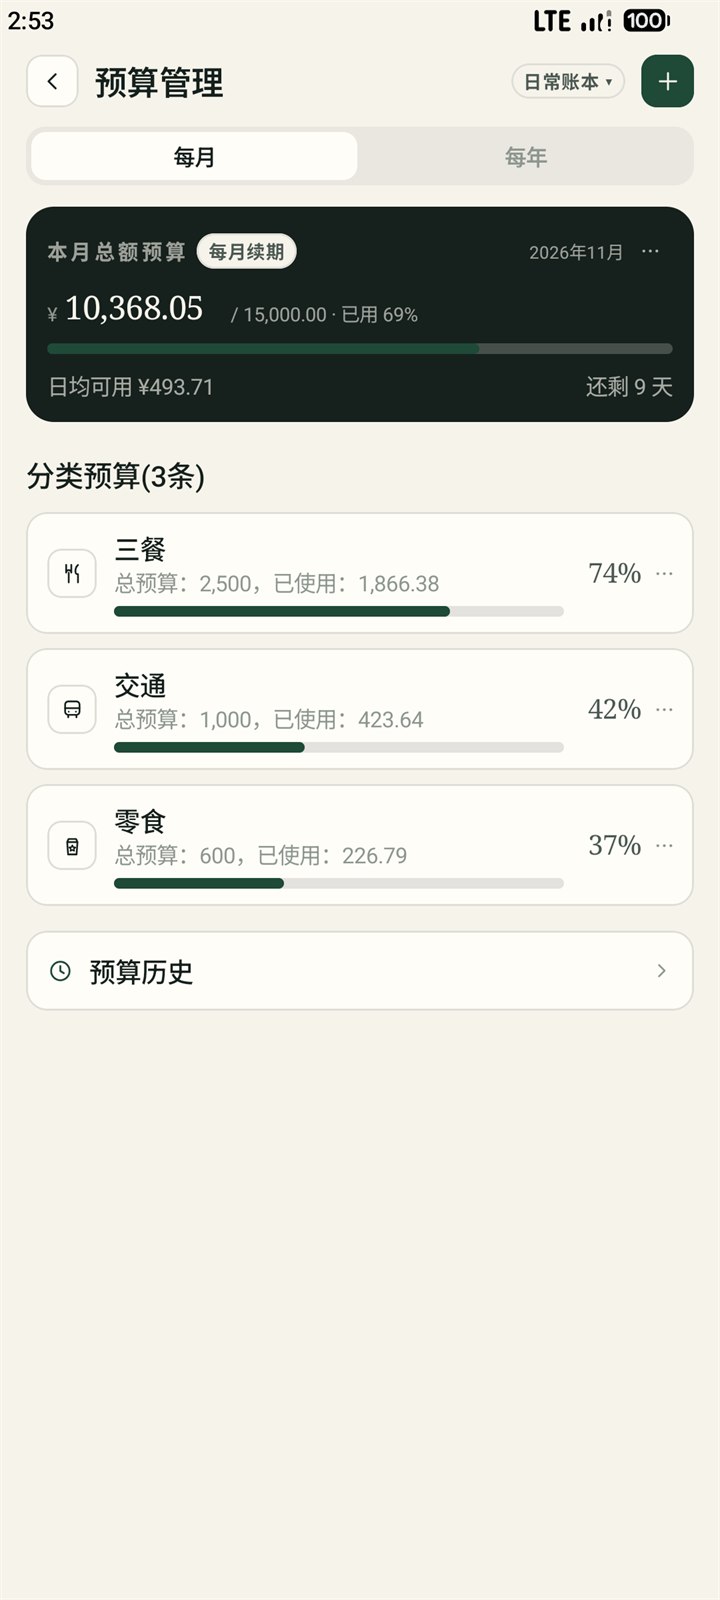 2:53 LTE 100
预算管理 日常账本 ▾ +
每月 每年
本月总额预算 每月续期 2026年11月 ···
¥ 10,368.05 / 15,000.00 · 已用 69%
日均可用 ¥493.71 还剩 9 天
分类预算(3条)
三餐
总预算：2,500，已使用：1,866.38
74% ···
交通
总预算：1,000，已使用：423.64
42% ···
零食
总预算：600，已使用：226.79
37% ···
预算历史